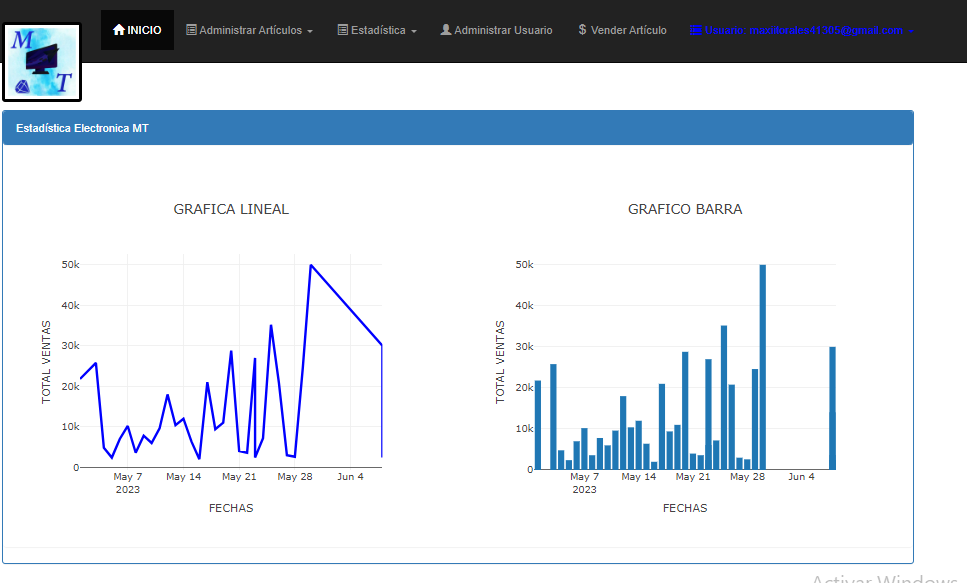 INICIO
Administrar Artículos
Estadística
Administrar Usuario
$ Vender Artículo
M
T
Estadística Electronica MT
GRAFICA LINEAL
50k
40k
30k
20k
10k
0
TOTAL VENTAS
May 7
2023
May 14
May 21
May 28
Jun 4
FECHAS
GRAFICO BARRA
50k
40k
30k
20k
10k
0
TOTAL VENTAS
May 7
2023
May 14
May 21
May 28
Jun 4
FECHAS
Activar Windows